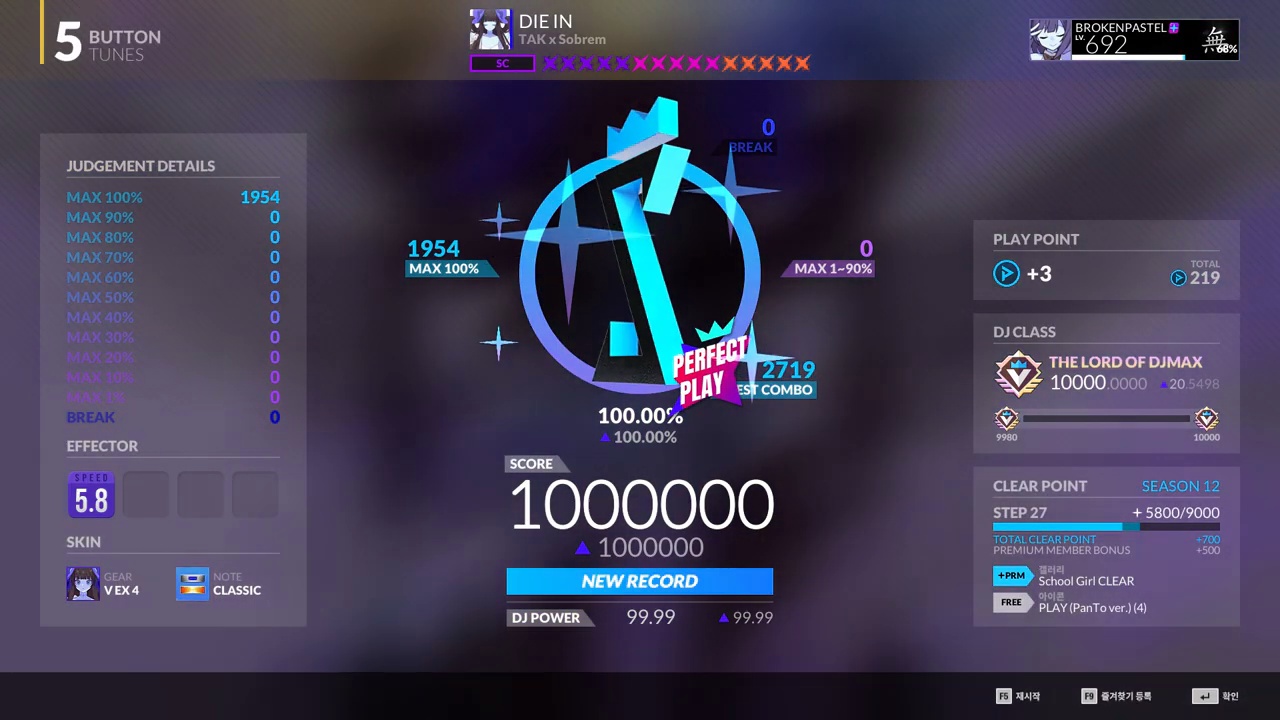 5 BUTTON TUNES
DIE IN
TAK x Sobrem
SC
BROKENPASTEL
LV. 692
無
68%
JUDGEMENT DETAILS
MAX 100% 1954
MAX 90% 0
MAX 80% 0
MAX 70% 0
MAX 60% 0
MAX 50% 0
MAX 40% 0
MAX 30% 0
MAX 20% 0
MAX 10% 0
MAX 1% 0
BREAK 0
EFFECTOR
SPEED
5.8
SKIN
GEAR
V EX 4
NOTE
CLASSIC
0
BREAK
1954
MAX 100%
0
MAX 1~90%
PERFECT
PLAY
2719
EST COMBO
100.00%
▲ 100.00%
SCORE
1000000
▲ 1000000
NEW RECORD
DJ POWER 99.99 ▲ 99.99
PLAY POINT
+3
TOTAL
219
DJ CLASS
THE LORD OF DJMAX
10000.0000 ▲20.5498
9980 10000
CLEAR POINT SEASON 12
STEP 27 + 5800/9000
TOTAL CLEAR POINT +700
PREMIUM MEMBER BONUS +500
+PRM 갤러리
School Girl CLEAR
FREE 아이콘
PLAY (PanTo ver.) (4)
F5 재시작 F9 즐겨찾기 등록 ↵ 확인